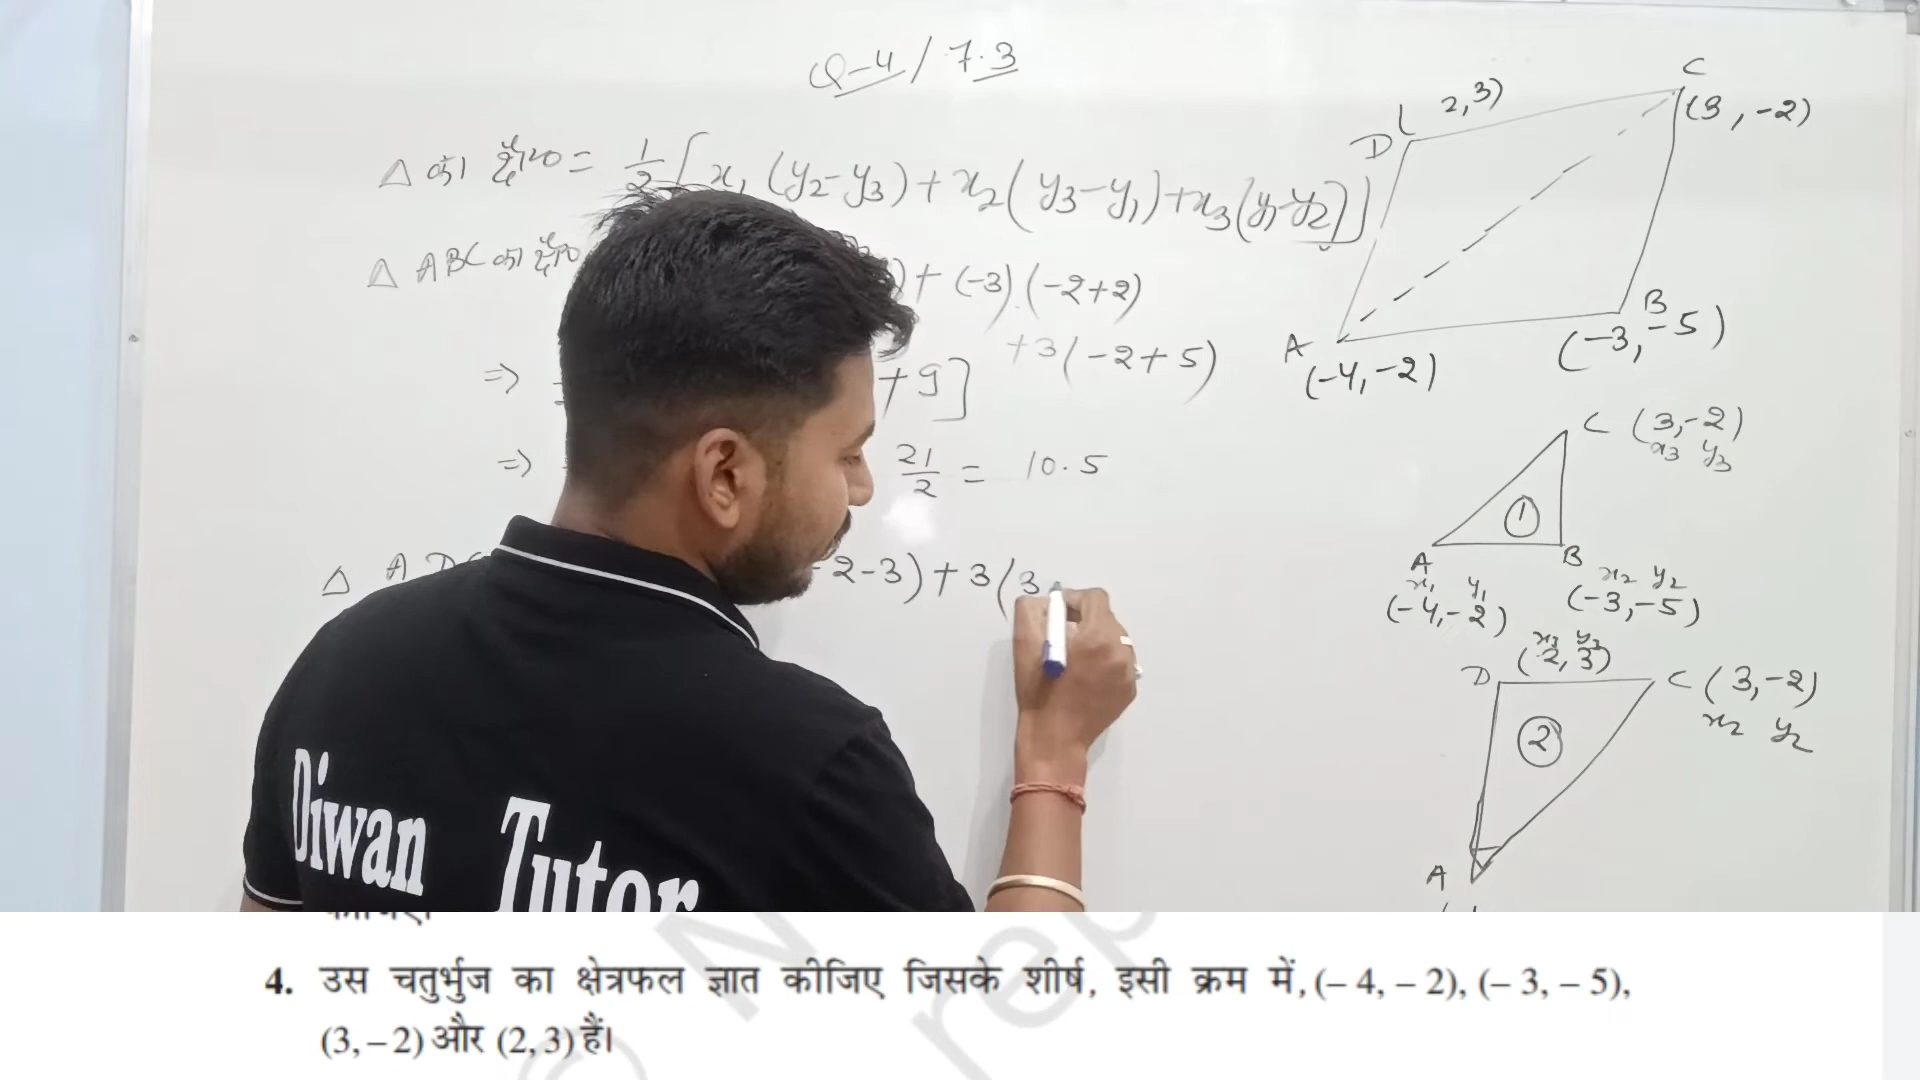 Q-4/7.3
△ का क्षे०फ०= 1/2 [x1 (y2-y3)+x2(y3-y1)+x3(y1-y2)]
△ ABC का
)+ (-3).(-2+2)
+3(-2+5)
=> +9]
=> 21/2 = 10.5
△ AD
-2-3)+3(3
D (2,3)
C
(3,-2)
A
(-4,-2)
B
(-3,-5)
C (3,-2)
x3 y3
1
A
x1 y1
(-4,-2)
B
x2 y2
(-3,-5)
x3 y3
D (2,3)
C (3,-2)
x2 y2
2
A
Diwan Tutor
4. उस चतुर्भुज का क्षेत्रफल ज्ञात कीजिए जिसके शीर्ष, इसी क्रम में, (– 4, – 2), (– 3, – 5),
(3, – 2) और (2, 3) हैं।